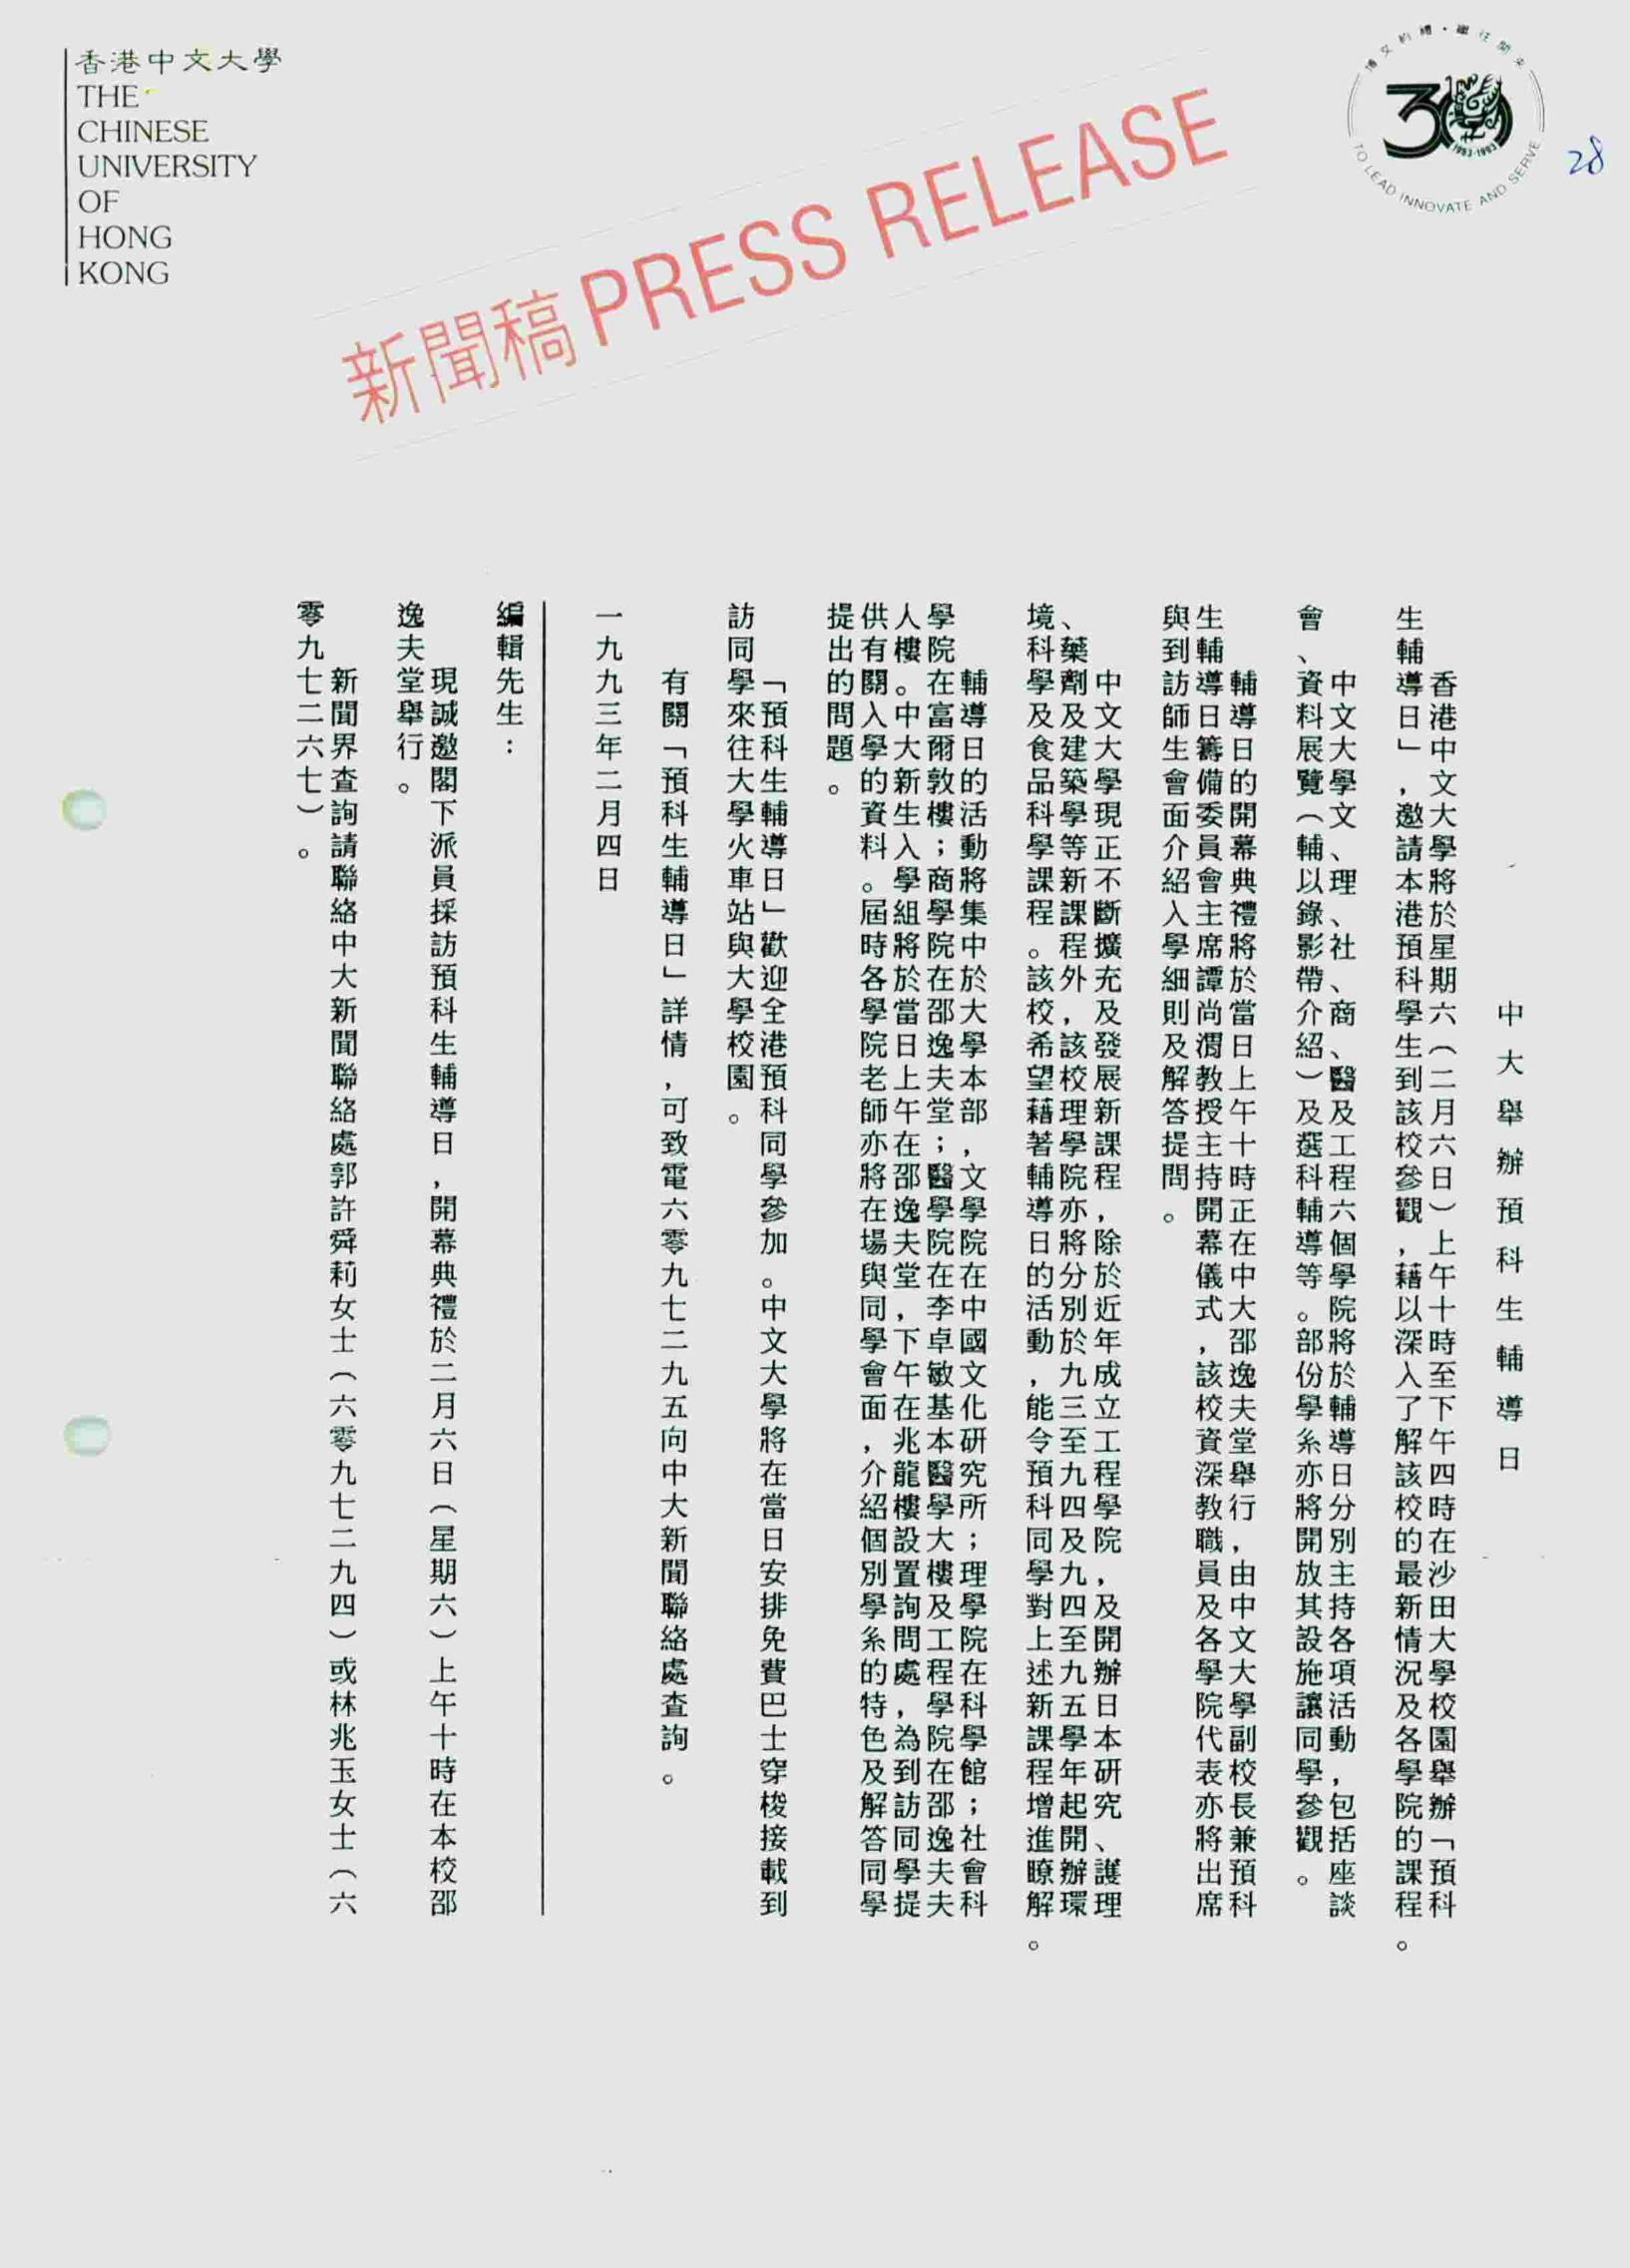 香港中文大學
THE
CHINESE
UNIVERSITY
OF
HONG
KONG
博文約禮・繼往開來
30
1963-1993
TO LEAD INNOVATE AND SERVE
28
新聞稿 PRESS RELEASE
中大舉辦預科生輔導日
香港中文大學將於星期六（二月六日）上午十時至下午四時在沙田大學校園舉辦「預科
生輔導日」，邀請本港預科學生到該校參觀，藉以深入了解該校的最新情況及各學院的課程。
中文大學文、理、社、商、醫及工程六個學院將於輔導日分別主持各項活動，包括座談
會、資料展覽（輔以錄影帶介紹）及選科輔導等。部份學系亦將開放其設施讓同學參觀。
輔導日的開幕典禮將於當日上午十時正在中大邵逸夫堂舉行，由中文大學副校長兼預科
生輔導日籌備委員會主席譚尚渭教授主持開幕儀式，該校資深教職員及各學院代表亦將出席
與到訪師生會面介紹入學細則及解答提問。
中文大學現正不斷擴充及發展新課程，除於近年成立工程學院，及開辦日本研究、護理
、藥劑及建築學等新課程外，該校理學院亦將分別於九三至九四及九四至九五學年起開辦環
境科學及食品科學課程。該校希望藉著輔導日的活動，能令預科同學對上述新課程增進瞭解。
輔導日的活動將集中於大學本部，文學院在中國文化研究所；理學院在科學館；社會科
學院在富爾敦樓；商學院在邵逸夫堂；醫學院在李卓敏基本醫學大樓及工程學院在邵逸夫夫
人樓。中大新生入學組將於當日上午在邵逸夫堂，下午在兆龍樓設置詢問處，為到訪同學提
供有關入學的資料。屆時各學院老師亦將在場與同學會面，介紹個別學系的特色及解答同學
提出的問題。
「預科生輔導日」歡迎全港預科同學參加。中文大學將在當日安排免費巴士穿梭接載到
訪同學來往大學火車站與大學校園。
有關「預科生輔導日」詳情，可致電六零九七二九五向中大新聞聯絡處查詢。
一九九三年二月四日
編輯先生：
現誠邀閣下派員採訪預科生輔導日，開幕典禮於二月六日（星期六）上午十時在本校邵
逸夫堂舉行。
新聞界查詢請聯絡中大新聞聯絡處郭許舜莉女士（六零九七二九四）或林兆玉女士（六
零九七二六七）。